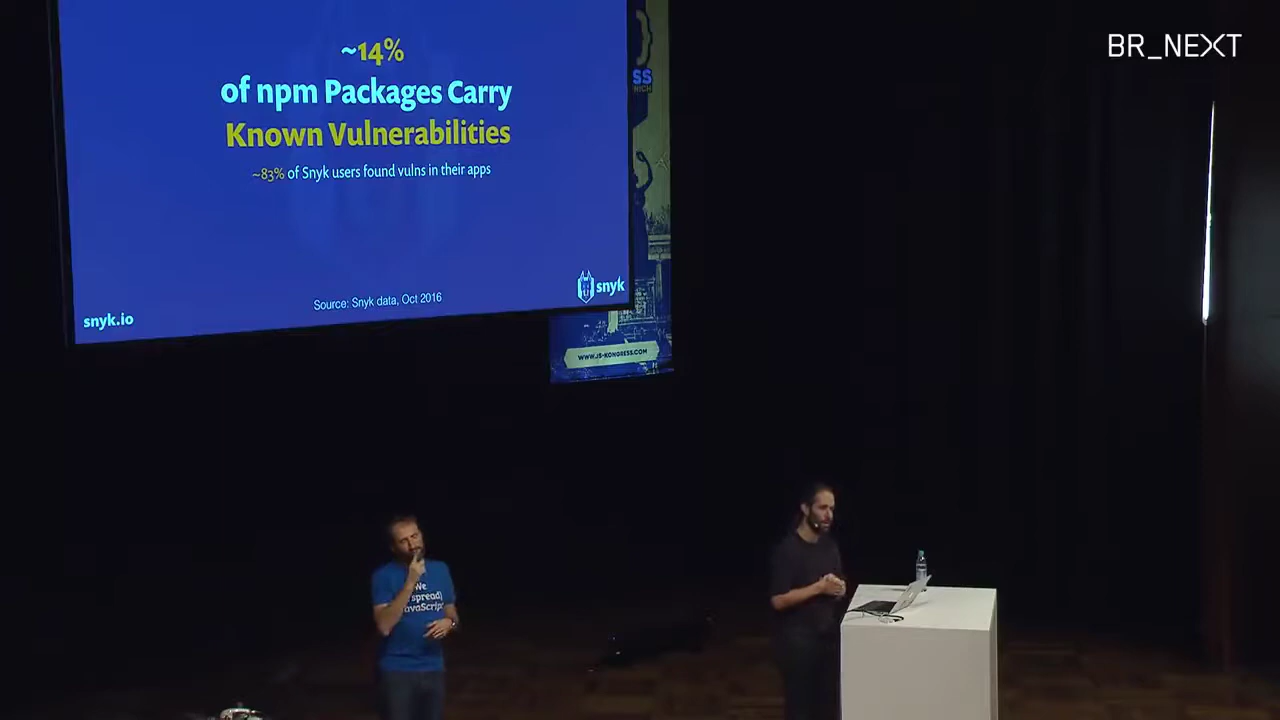 ~14%
of npm Packages Carry
Known Vulnerabilities
~83% of Snyk users found vulns in their apps
Source: Snyk data, Oct 2016
snyk.io
snyk
BR_NEXT
SS
WWW.JS-KONGRESS.COM
We
(spread)
JavaScript